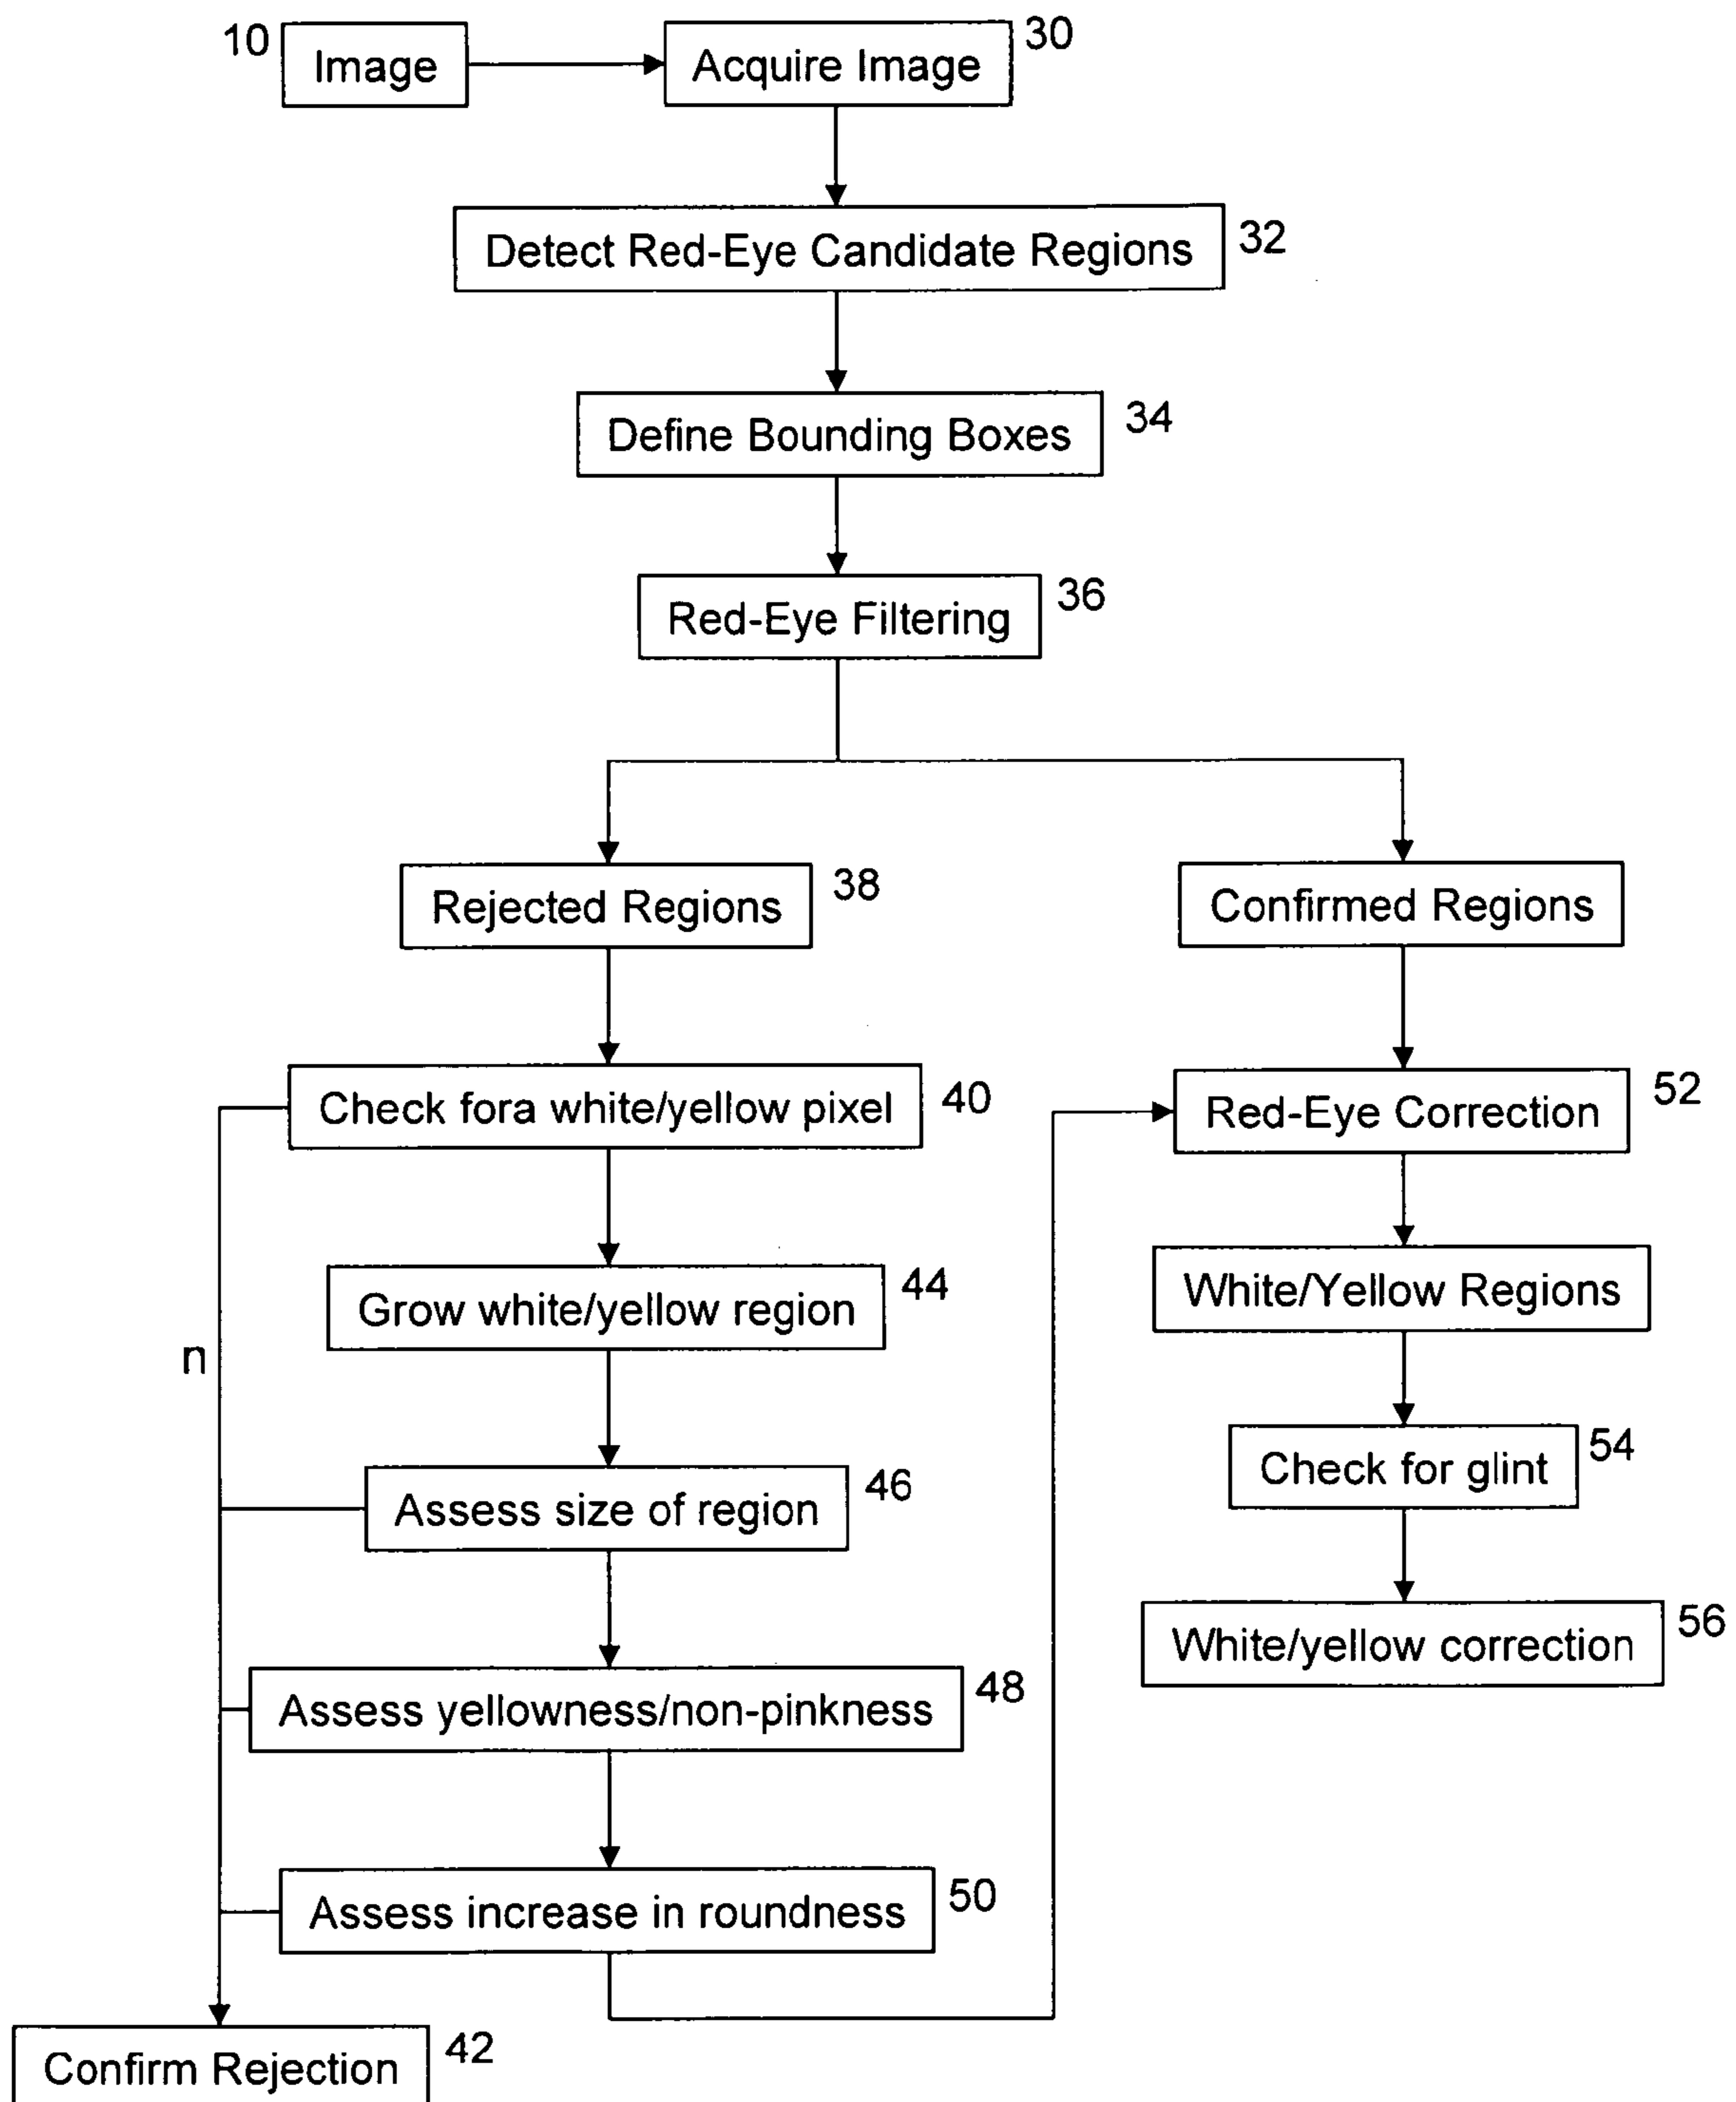 10
Image
Acquire Image
30
Detect Red-Eye Candidate Regions
32
Define Bounding Boxes
34
Red-Eye Filtering
36
Rejected Regions
38
Confirmed Regions
Check fora white/yellow pixel
40
Red-Eye Correction
52
Grow white/yellow region
44
White/Yellow Regions
n
Assess size of region
46
Check for glint
54
Assess yellowness/non-pinkness
48
White/yellow correction
56
Assess increase in roundness
50
Confirm Rejection
42